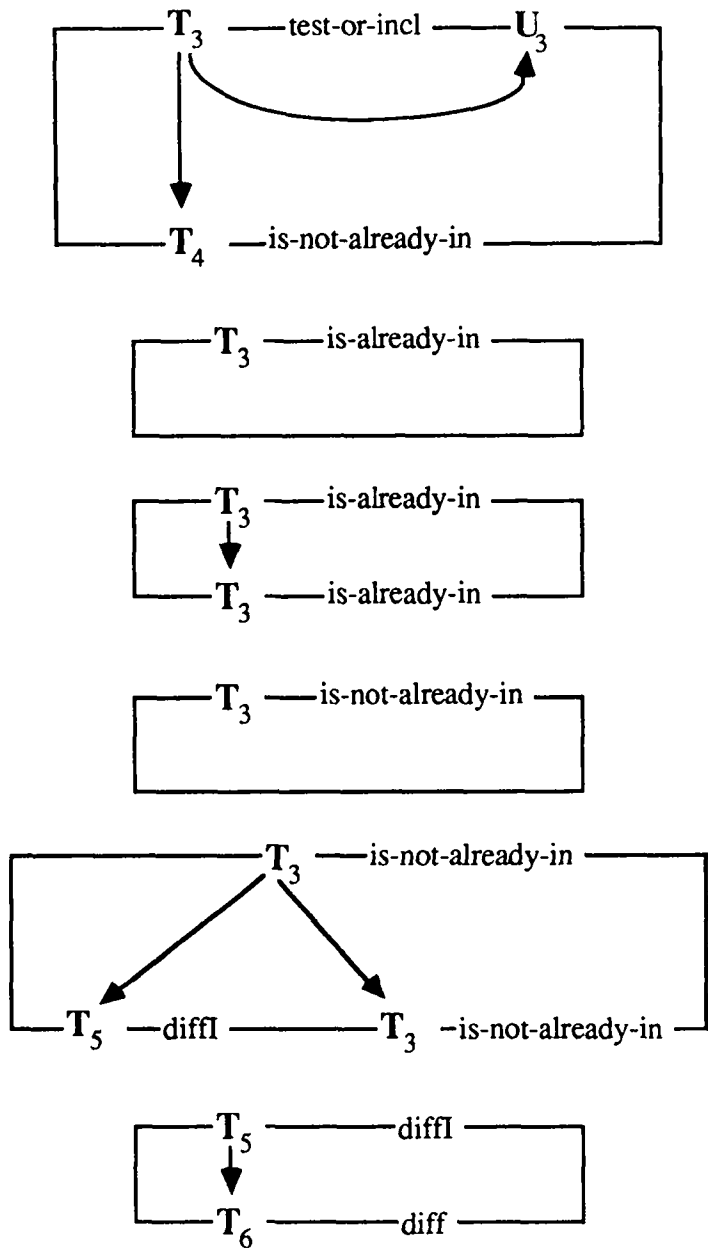 T₃ test-or-incl U₃
T₄ is-not-already-in
T₃ is-already-in
T₃ is-already-in
T₃ is-already-in
T₃ is-not-already-in
T₃ is-not-already-in
T₅ diffI T₃ is-not-already-in
T₅ diffI
T₆ diff